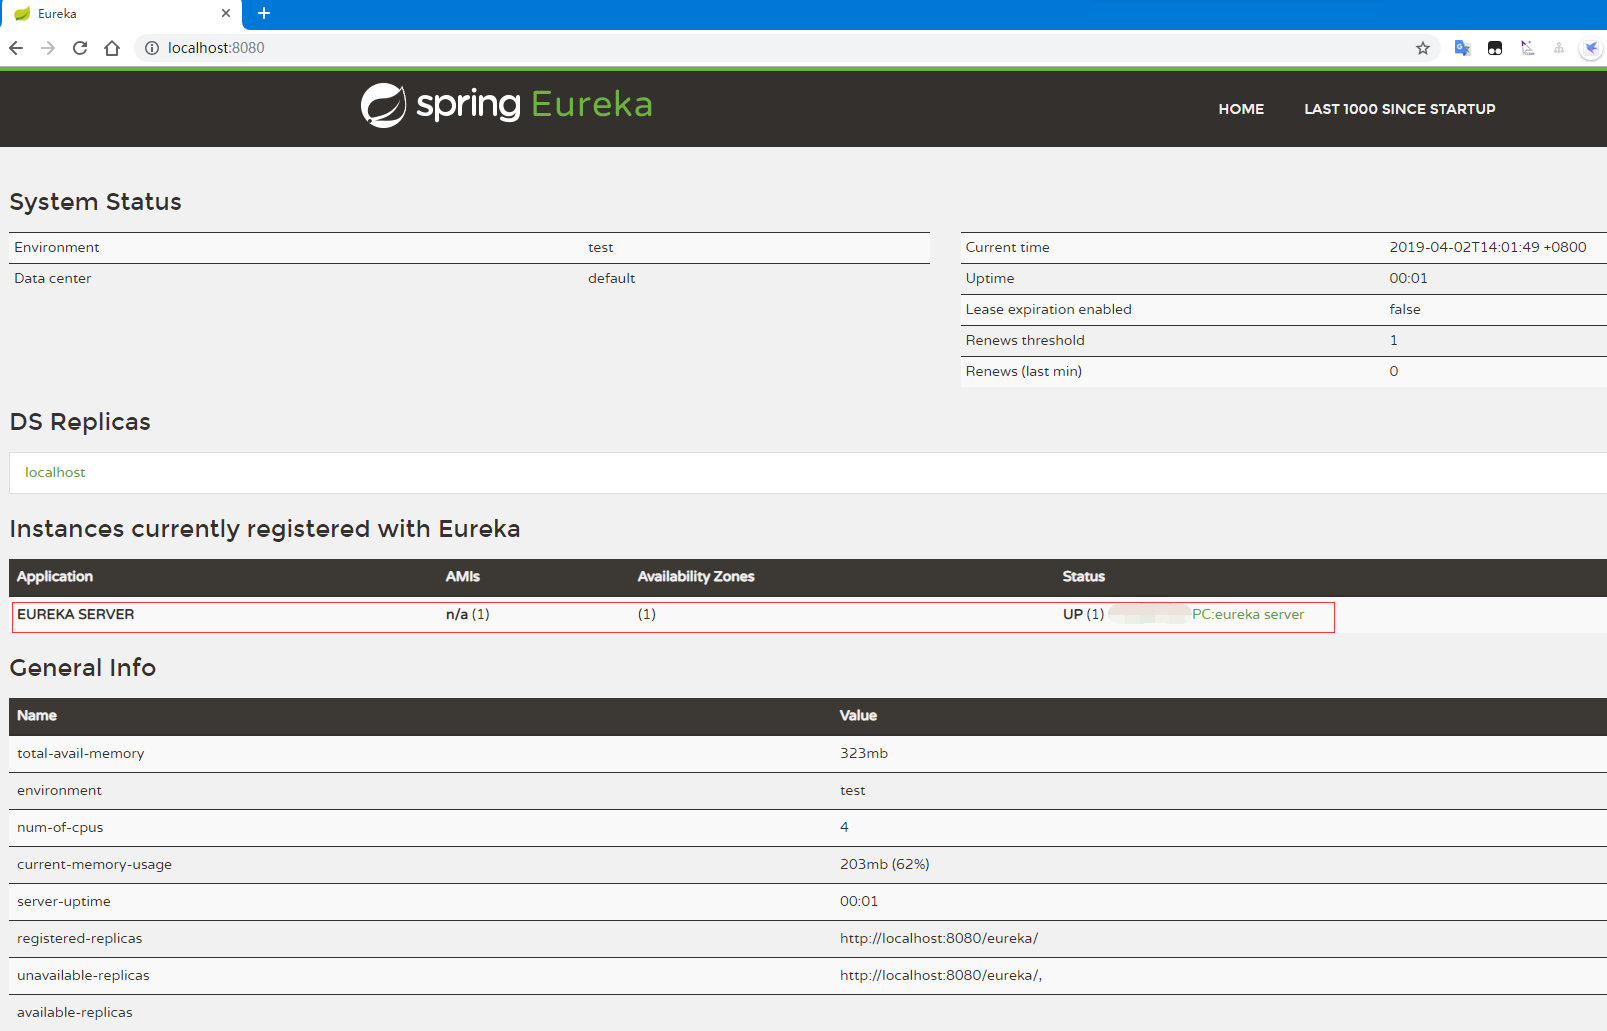 Eureka
localhost:8080
spring Eureka
HOME LAST 1000 SINCE STARTUP
System Status
Environment test
Data center default
Current time 2019-04-02T14:01:49 +0800
Uptime 00:01
Lease expiration enabled false
Renews threshold 1
Renews (last min) 0
DS Replicas
localhost
Instances currently registered with Eureka
Application AMIs Availability Zones Status
EUREKA SERVER n/a (1) (1) UP (1) PC:eureka server
General Info
Name Value
total-avail-memory 323mb
environment test
num-of-cpus 4
current-memory-usage 203mb (62%)
server-uptime 00:01
registered-replicas http://localhost:8080/eureka/
unavailable-replicas http://localhost:8080/eureka/,
available-replicas